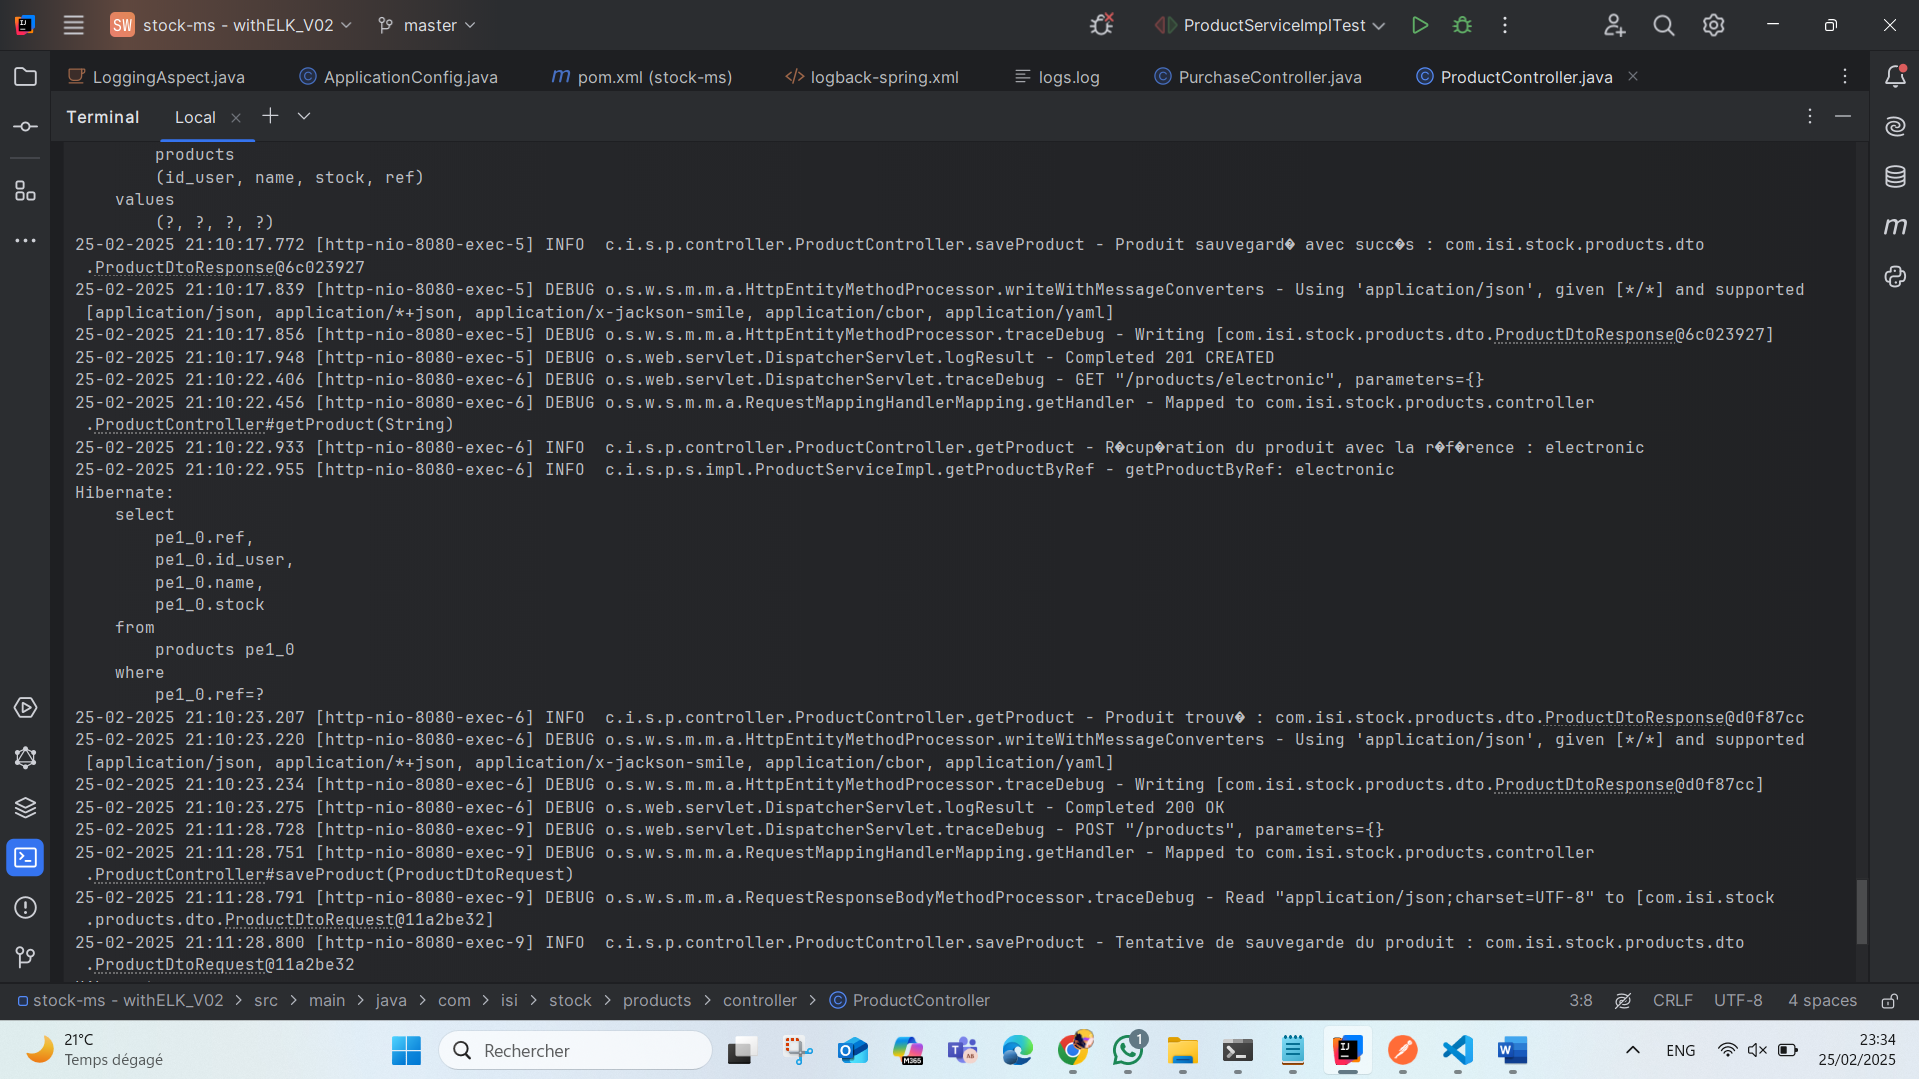 SW stock-ms - withELK_V02 master ProductServiceImplTest
LoggingAspect.java ApplicationConfig.java pom.xml (stock-ms) logback-spring.xml logs.log PurchaseController.java ProductController.java
Terminal Local
products
(id_user, name, stock, ref)
values
(?, ?, ?, ?)
25-02-2025 21:10:17.772 [http-nio-8080-exec-5] INFO  c.i.s.p.controller.ProductController.saveProduct - Produit sauvegard� avec succ�s : com.isi.stock.products.dto
.ProductDtoResponse@6c023927
25-02-2025 21:10:17.839 [http-nio-8080-exec-5] DEBUG o.s.w.s.m.m.a.HttpEntityMethodProcessor.writeWithMessageConverters - Using 'application/json', given [*/*] and supported
[application/json, application/*+json, application/x-jackson-smile, application/cbor, application/yaml]
25-02-2025 21:10:17.856 [http-nio-8080-exec-5] DEBUG o.s.w.s.m.m.a.HttpEntityMethodProcessor.traceDebug - Writing [com.isi.stock.products.dto.ProductDtoResponse@6c023927]
25-02-2025 21:10:17.948 [http-nio-8080-exec-5] DEBUG o.s.web.servlet.DispatcherServlet.logResult - Completed 201 CREATED
25-02-2025 21:10:22.406 [http-nio-8080-exec-6] DEBUG o.s.web.servlet.DispatcherServlet.traceDebug - GET "/products/electronic", parameters={}
25-02-2025 21:10:22.456 [http-nio-8080-exec-6] DEBUG o.s.w.s.m.m.a.RequestMappingHandlerMapping.getHandler - Mapped to com.isi.stock.products.controller
.ProductController#getProduct(String)
25-02-2025 21:10:22.933 [http-nio-8080-exec-6] INFO  c.i.s.p.controller.ProductController.getProduct - R�cup�ration du produit avec la r�f�rence : electronic
25-02-2025 21:10:22.955 [http-nio-8080-exec-6] INFO  c.i.s.p.s.impl.ProductServiceImpl.getProductByRef - getProductByRef: electronic
Hibernate:
select
pe1_0.ref,
pe1_0.id_user,
pe1_0.name,
pe1_0.stock
from
products pe1_0
where
pe1_0.ref=?
25-02-2025 21:10:23.207 [http-nio-8080-exec-6] INFO  c.i.s.p.controller.ProductController.getProduct - Produit trouv� : com.isi.stock.products.dto.ProductDtoResponse@d0f87cc
25-02-2025 21:10:23.220 [http-nio-8080-exec-6] DEBUG o.s.w.s.m.m.a.HttpEntityMethodProcessor.writeWithMessageConverters - Using 'application/json', given [*/*] and supported
[application/json, application/*+json, application/x-jackson-smile, application/cbor, application/yaml]
25-02-2025 21:10:23.234 [http-nio-8080-exec-6] DEBUG o.s.w.s.m.m.a.HttpEntityMethodProcessor.traceDebug - Writing [com.isi.stock.products.dto.ProductDtoResponse@d0f87cc]
25-02-2025 21:10:23.275 [http-nio-8080-exec-6] DEBUG o.s.web.servlet.DispatcherServlet.logResult - Completed 200 OK
25-02-2025 21:11:28.728 [http-nio-8080-exec-9] DEBUG o.s.web.servlet.DispatcherServlet.traceDebug - POST "/products", parameters={}
25-02-2025 21:11:28.751 [http-nio-8080-exec-9] DEBUG o.s.w.s.m.m.a.RequestMappingHandlerMapping.getHandler - Mapped to com.isi.stock.products.controller
.ProductController#saveProduct(ProductDtoRequest)
25-02-2025 21:11:28.791 [http-nio-8080-exec-9] DEBUG o.s.w.s.m.m.a.RequestResponseBodyMethodProcessor.traceDebug - Read "application/json;charset=UTF-8" to [com.isi.stock
.products.dto.ProductDtoRequest@11a2be32]
25-02-2025 21:11:28.800 [http-nio-8080-exec-9] INFO  c.i.s.p.controller.ProductController.saveProduct - Tentative de sauvegarde du produit : com.isi.stock.products.dto
.ProductDtoRequest@11a2be32
stock-ms - withELK_V02 > src > main > java > com > isi > stock > products > controller > ProductController 3:8 CRLF UTF-8 4 spaces
21°C
Temps dégagé
Rechercher
ENG
23:34
25/02/2025